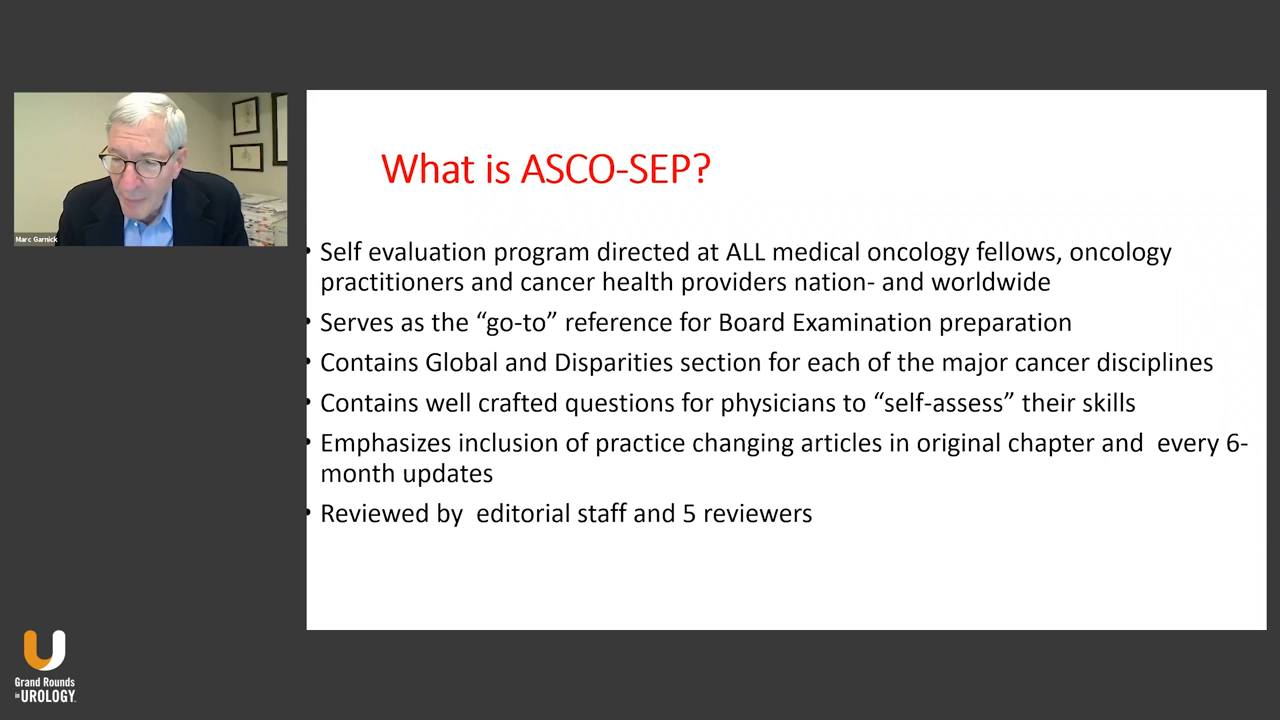 What is ASCO-SEP?
Marc Garnick
• Self evaluation program directed at ALL medical oncology fellows, oncology
practitioners and cancer health providers nation- and worldwide
• Serves as the “go-to” reference for Board Examination preparation
• Contains Global and Disparities section for each of the major cancer disciplines
• Contains well crafted questions for physicians to “self-assess” their skills
• Emphasizes inclusion of practice changing articles in original chapter and  every 6-
month updates
• Reviewed by  editorial staff and 5 reviewers
Grand Rounds
in UROLOGY